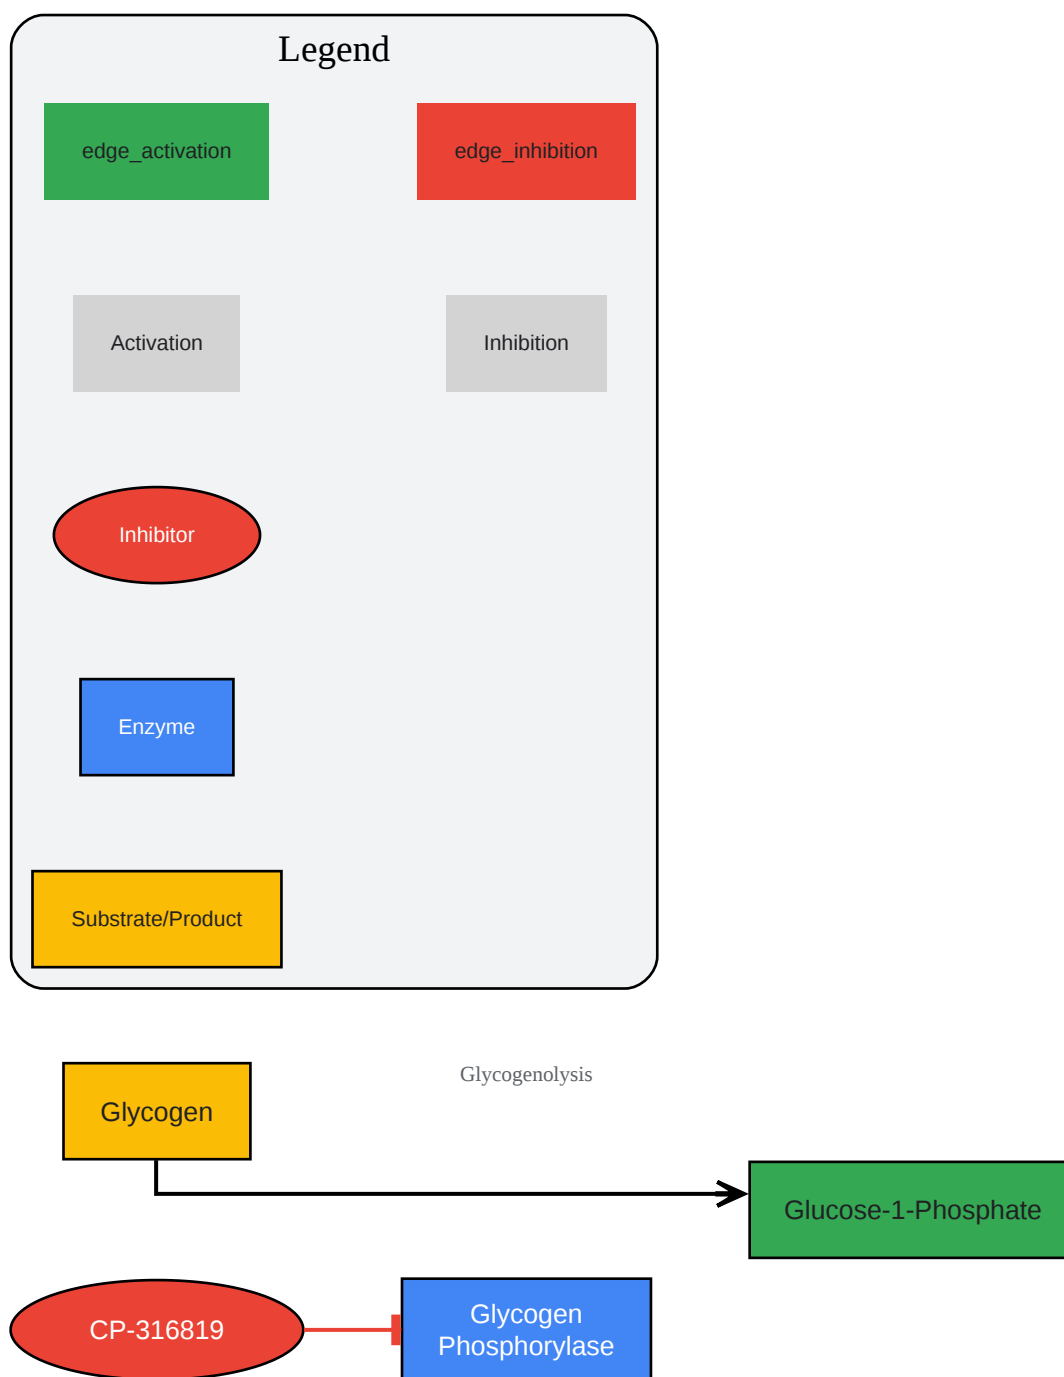 Legend
edge_activation
edge_inhibition
Activation
Inhibition
Inhibitor
Enzyme
Substrate/Product
Glycogen
Glycogenolysis
Glucose-1-Phosphate
CP-316819
Glycogen
Phosphorylase